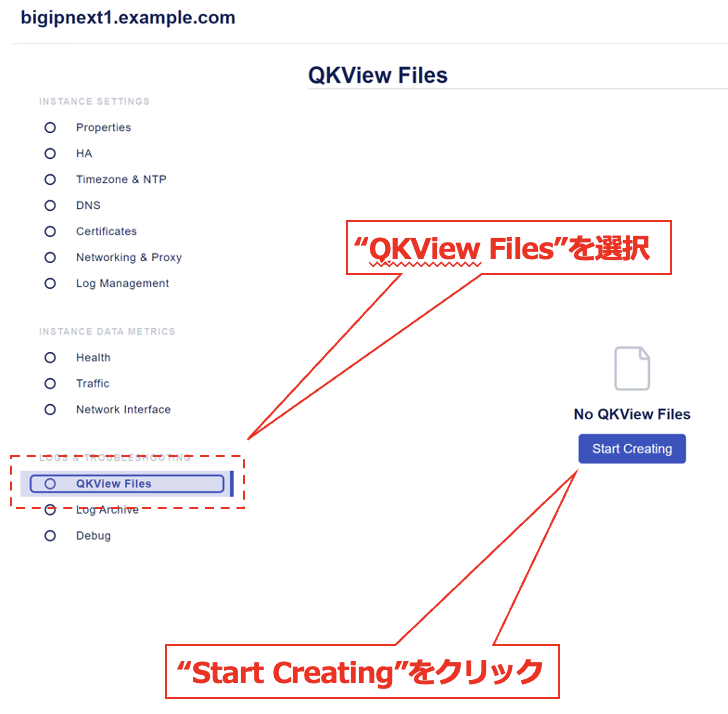 bigipnext1.example.com
QKView Files
INSTANCE SETTINGS
Properties
HA
Timezone & NTP
DNS
Certificates
Networking & Proxy
Log Management
“QKView Files”を選択
INSTANCE DATA METRICS
Health
Traffic
Network Interface
No QKView Files
Start Creating
LOGS & TROUBLESHOOTING
QKView Files
Log Archive
Debug
“Start Creating”をクリック